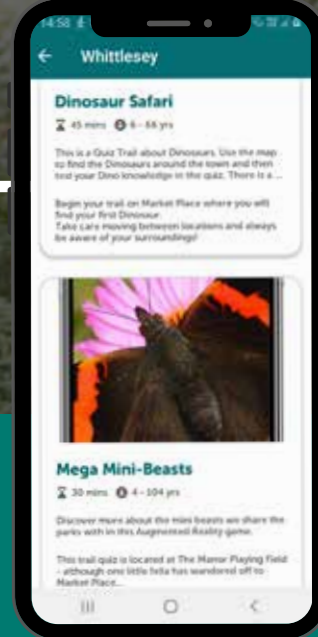 14:58
Whittlesey
Dinosaur Safari
45 mins 6 - 66 yrs
This is a Quiz Trail about Dinosaurs. Use the map
to find the Dinosaurs around the town and then
test your Dino knowledge in the quiz. There is a ...
Begin your trail on Market Place where you will
find your first Dinosaur.
Take care moving between locations and always
be aware of your surroundings!
Mega Mini-Beasts
30 mins 4 - 104 yrs
Discover more about the mini beasts we share the
parks with in this Augmented Reality game.
This trail quiz is located at The Manor Playing Field
- although one little fella has wandered off to
Market Place...